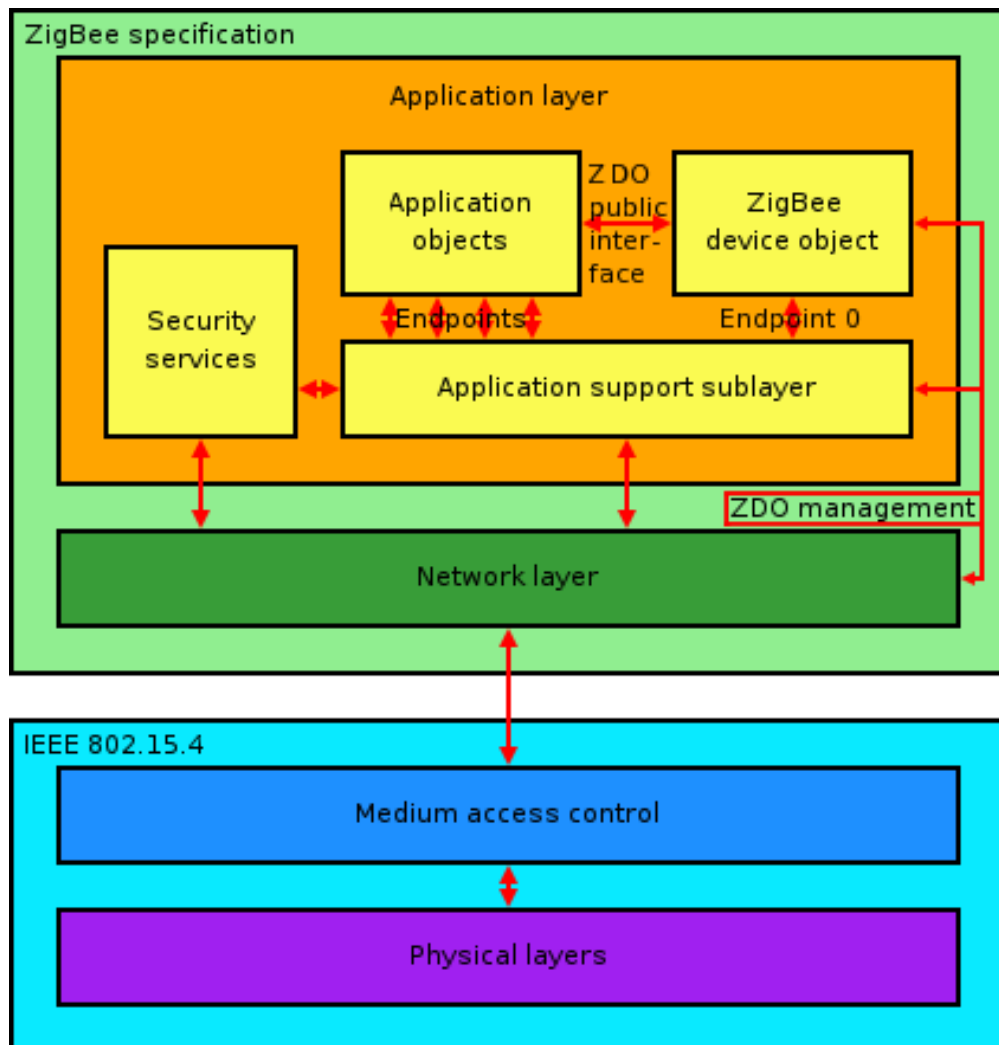 ZigBee specification
Application layer
Application
objects
ZDO
public
inter-
face
ZigBee
device object
Security
services
Endpoints
Endpoint 0
Application support sublayer
ZDO management
Network layer
IEEE 802.15.4
Medium access control
Physical layers